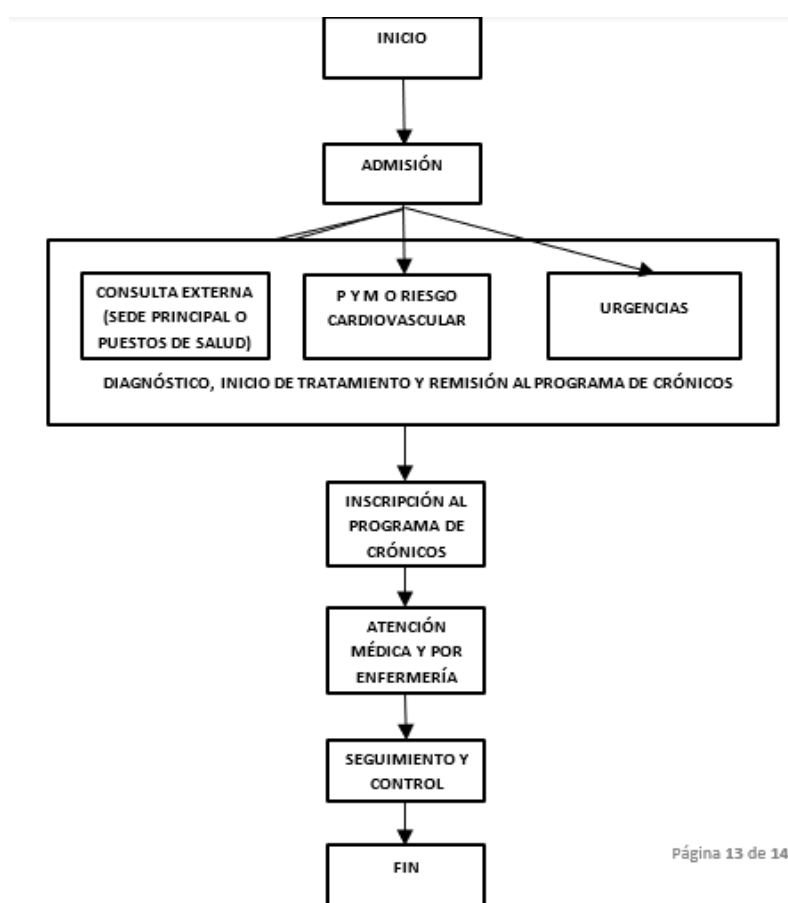 INICIO
ADMISIÓN
CONSULTA EXTERNA
(SEDE PRINCIPAL O
PUESTOS DE SALUD)
P Y M O RIESGO
CARDIOVASCULAR
URGENCIAS
DIAGNÓSTICO, INICIO DE TRATAMIENTO Y REMISIÓN AL PROGRAMA DE CRÓNICOS
INSCRIPCIÓN AL
PROGRAMA DE
CRÓNICOS
ATENCIÓN
MÉDICA Y POR
ENFERMERÍA
SEGUIMIENTO Y
CONTROL
FIN
Página 13 de 14